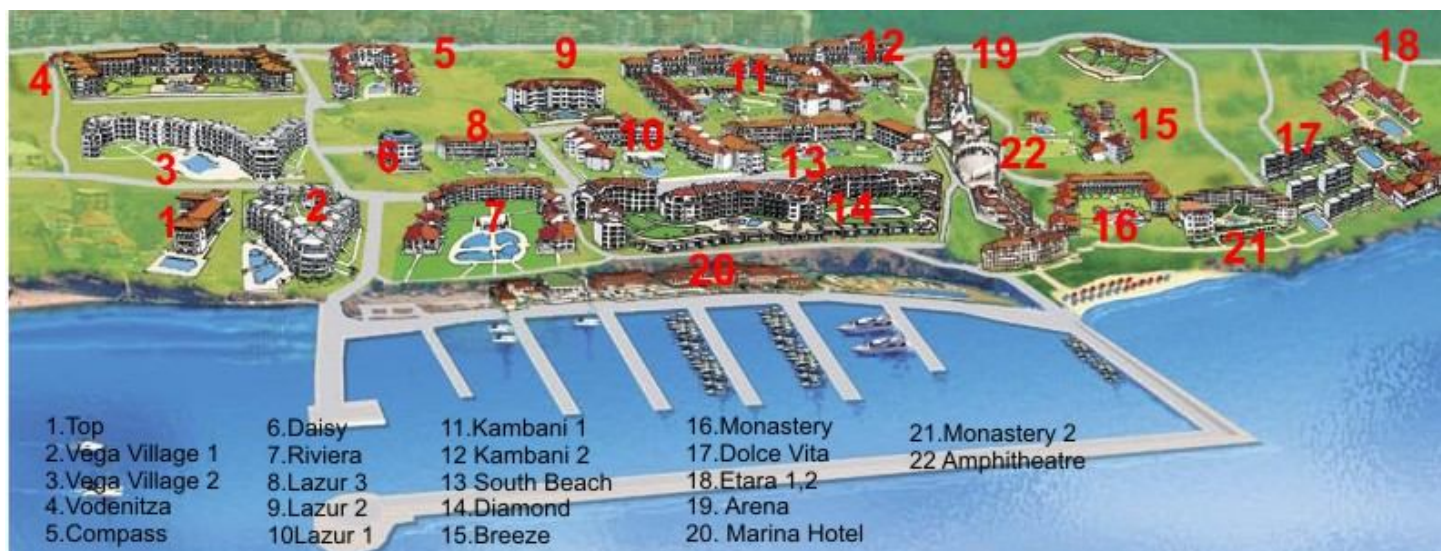 5
9
12
19
18
4
11
8
10
15
6
22
17
3
13
1
2
7
14
16
21
20
1.Top
2.Vega Village 1
3.Vega Village 2
4.Vodenitza
5.Compass
6.Daisy
7.Riviera
8.Lazur 3
9.Lazur 2
10Lazur 1
11.Kambani 1
12 Kambani 2
13 South Beach
14.Diamond
15.Breeze
16.Monastery
17.Dolce Vita
18.Etara 1,2
19. Arena
20. Marina Hotel
21.Monastery 2
22 Amphitheatre